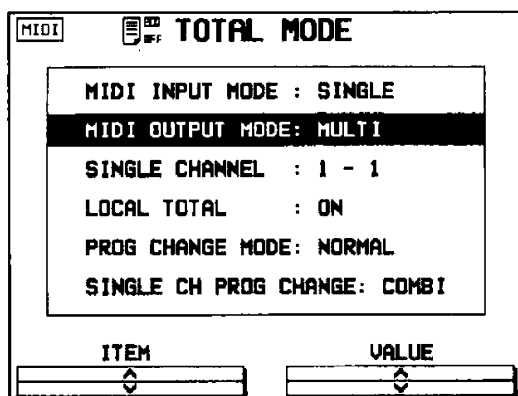 MIDI TOTAL MODE
MIDI INPUT MODE : SINGLE
MIDI OUTPUT MODE: MULTI
SINGLE CHANNEL : 1 - 1
LOCAL TOTAL : ON
PROG CHANGE MODE: NORMAL
SINGLE CH PROG CHANGE: COMBI
ITEM VALUE